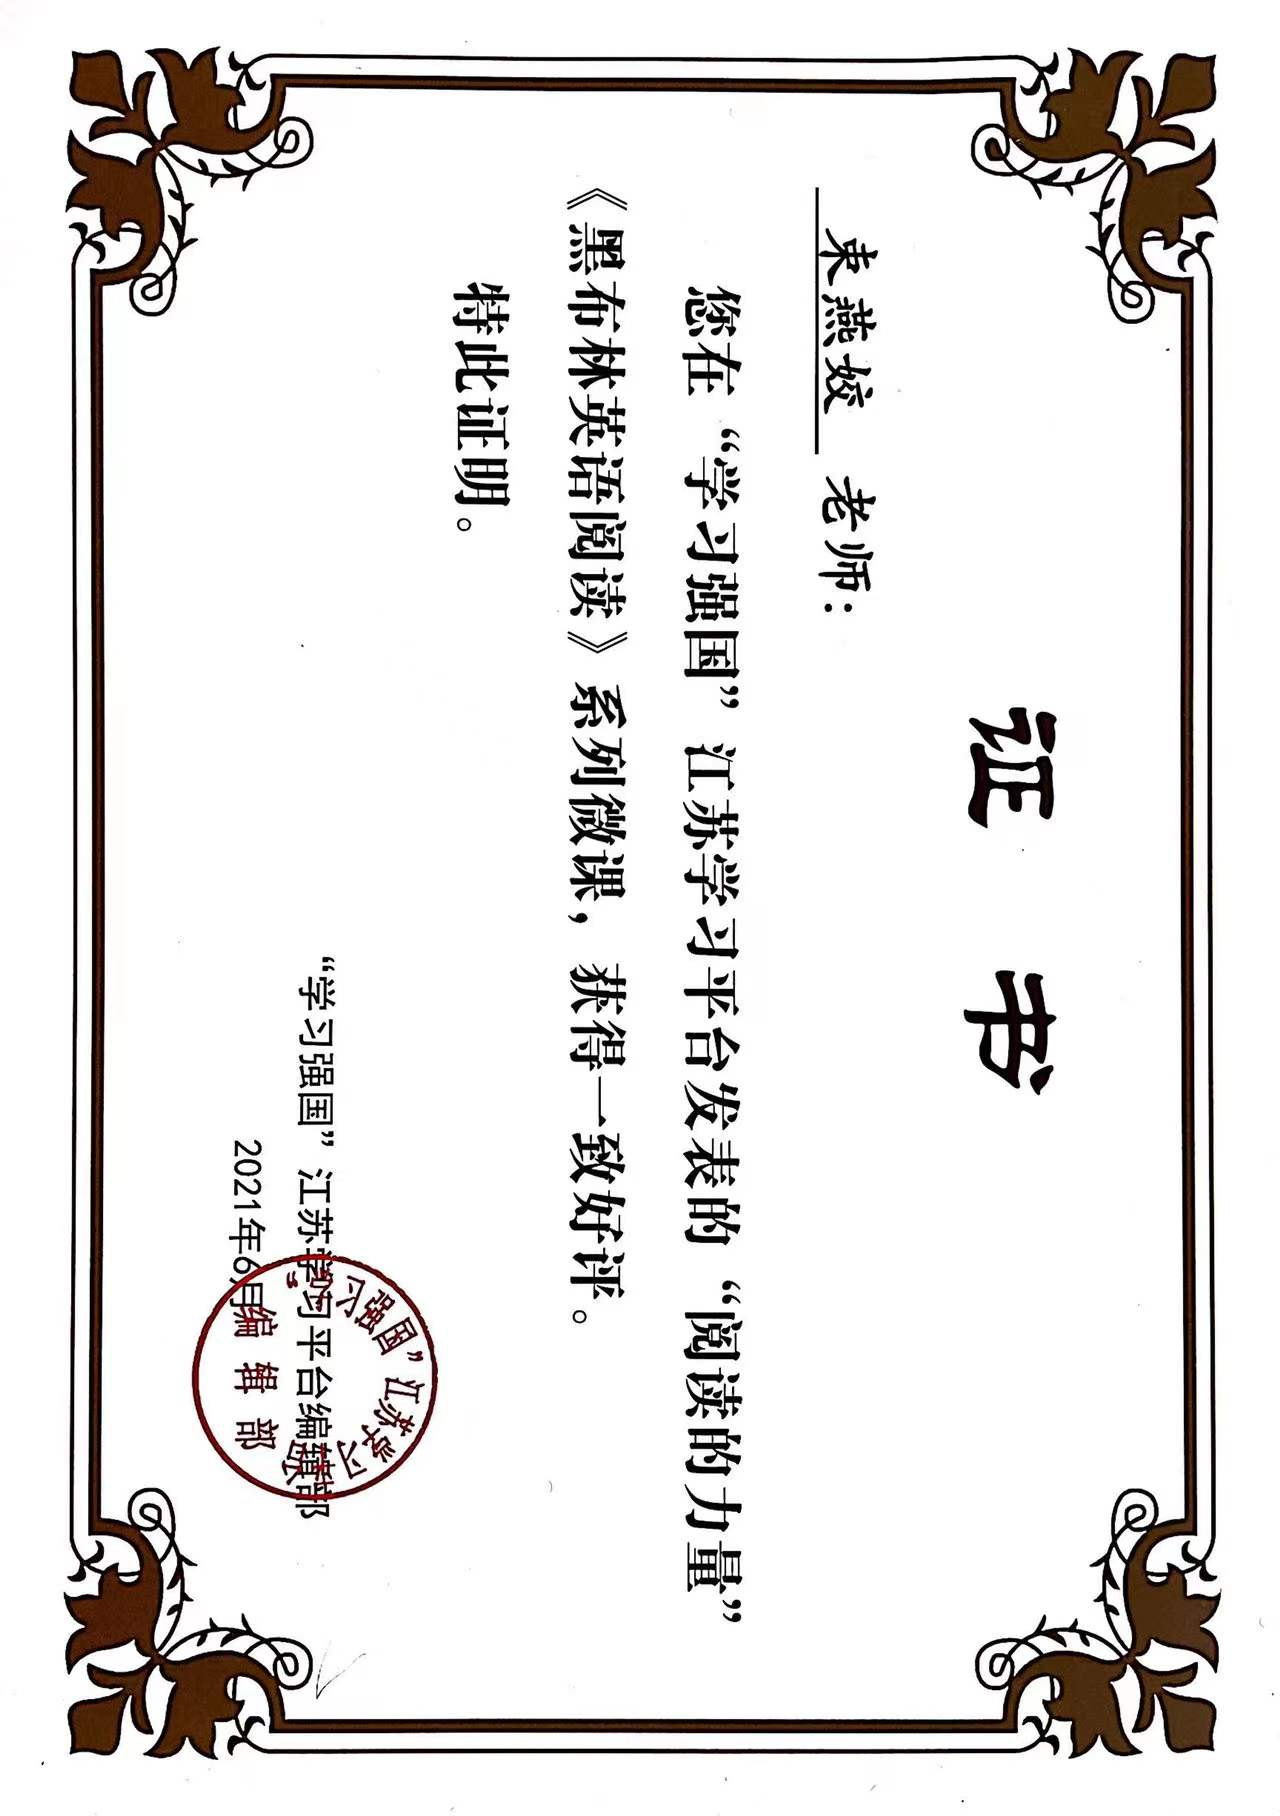 证 书
束燕姣 老师：
您在“学习强国”江苏学习平台发表的“阅读的力量”
《黑布林英语阅读》系列微课，获得一致好评。
特此证明。
“学习强国”江苏学习平台编辑部
2021年6月
“学习强国”江苏学习平台
编辑部